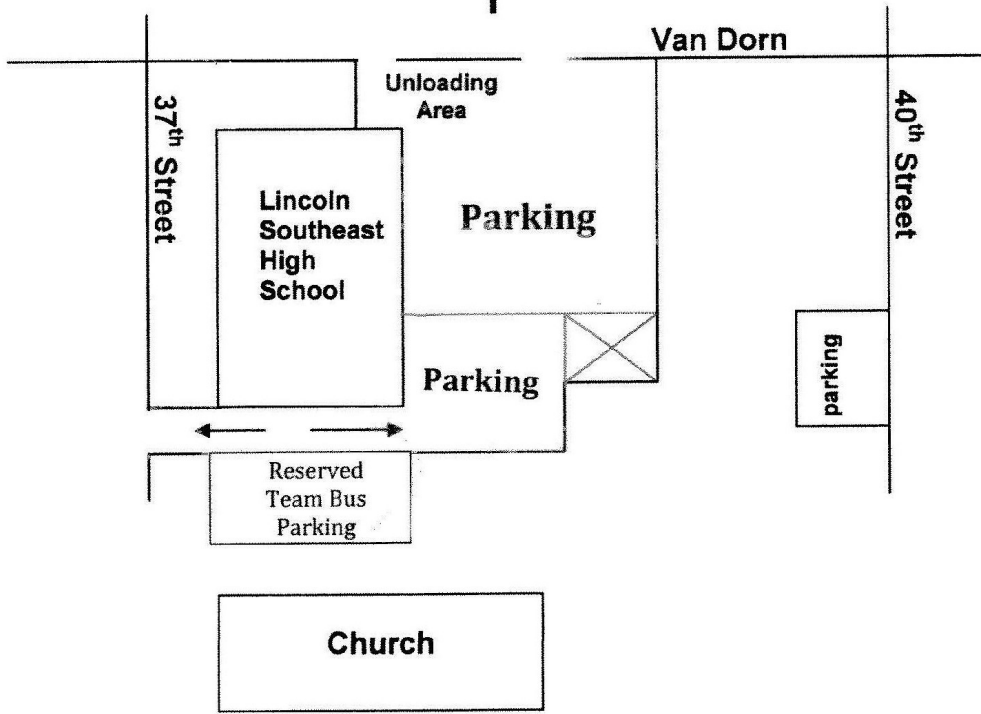 Van Dorn
Unloading
Area
37th Street
40th Street
Lincoln
Southeast
High
School
Parking
Parking
parking
Reserved
Team Bus
Parking
Church